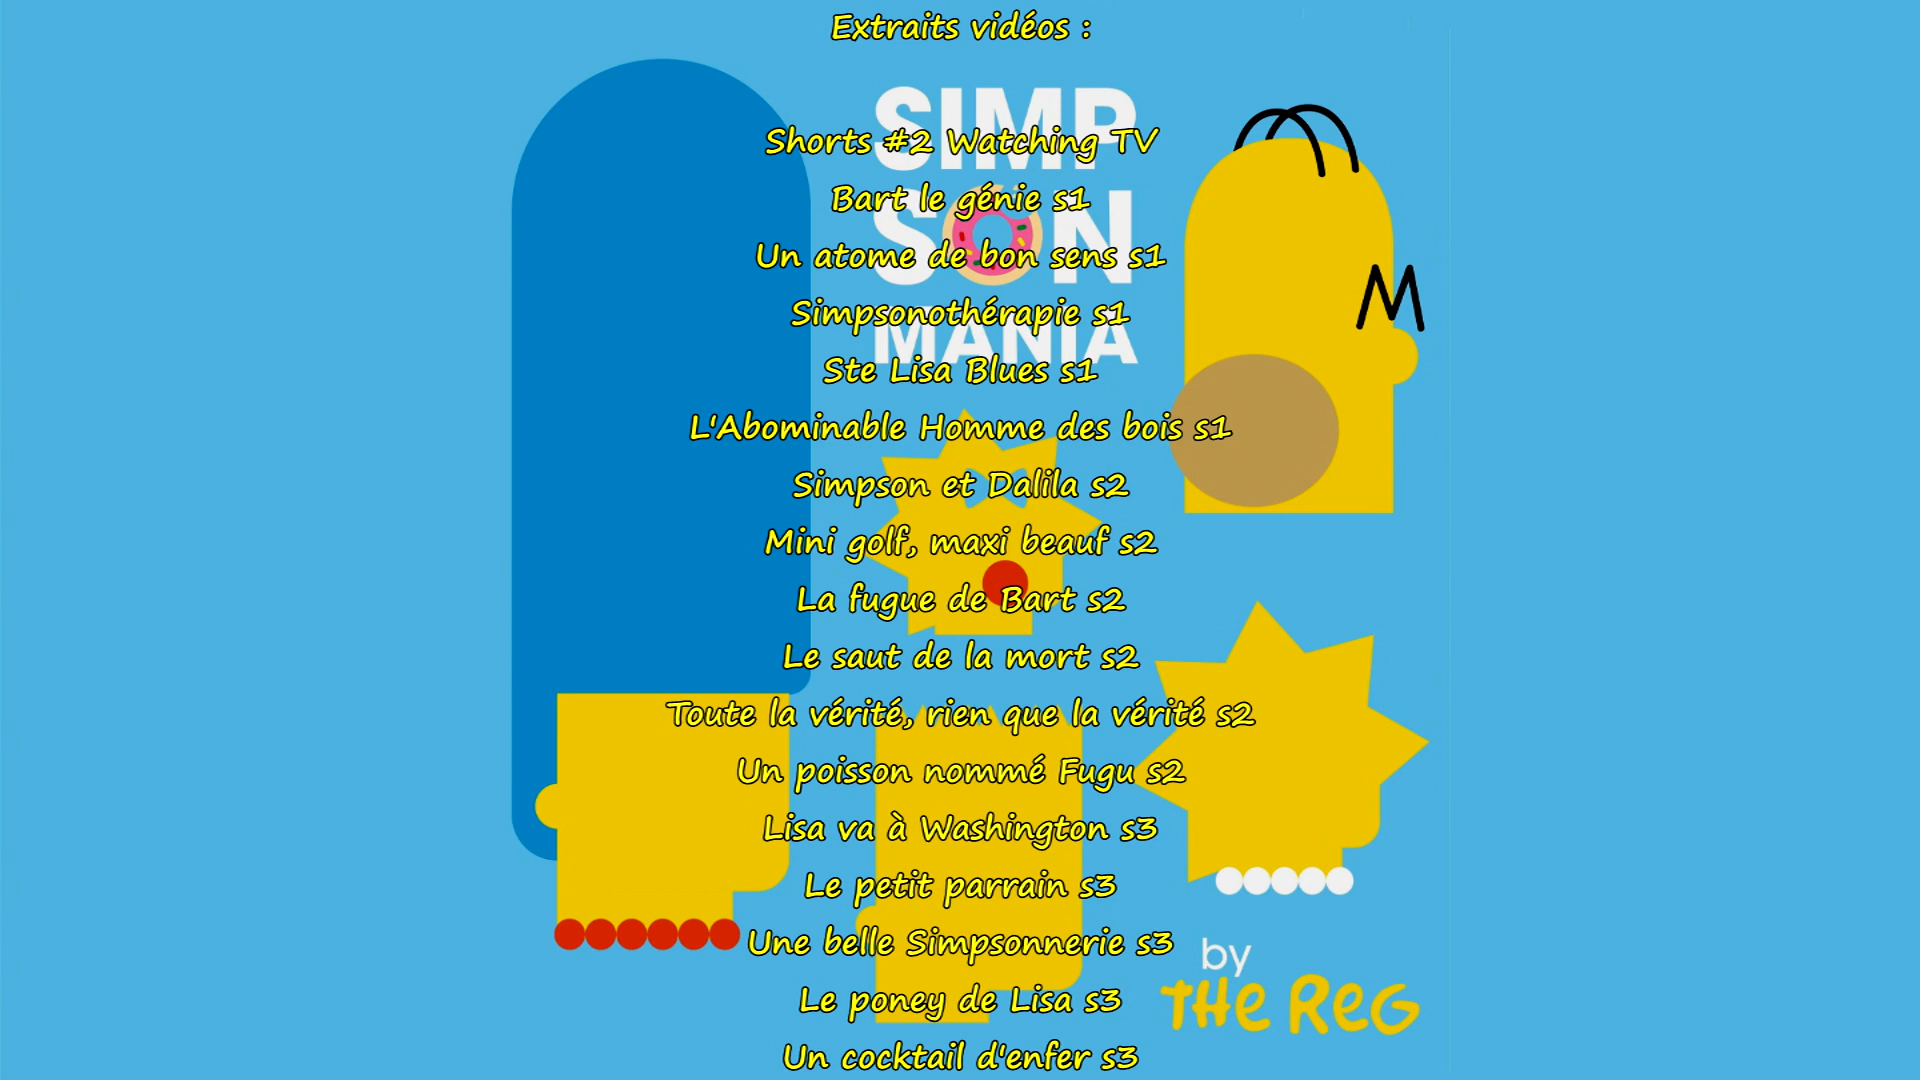 Extraits vidéos :
SIMP
SON
MANIA
Shorts #2 Watching TV
Bart le génie s1
Un atome de bon sens s1
Simpsonothérapie s1
Ste Lisa Blues s1
L'Abominable Homme des bois s1
Simpson et Dalila s2
Mini golf, maxi beauf s2
La fugue de Bart s2
Le saut de la mort s2
Toute la vérité, rien que la vérité s2
Un poisson nommé Fugu s2
Lisa va à Washington s3
Le petit parrain s3
Une belle Simpsonnerie s3
Le poney de Lisa s3
Un cocktail d'enfer s3
by
THE REG